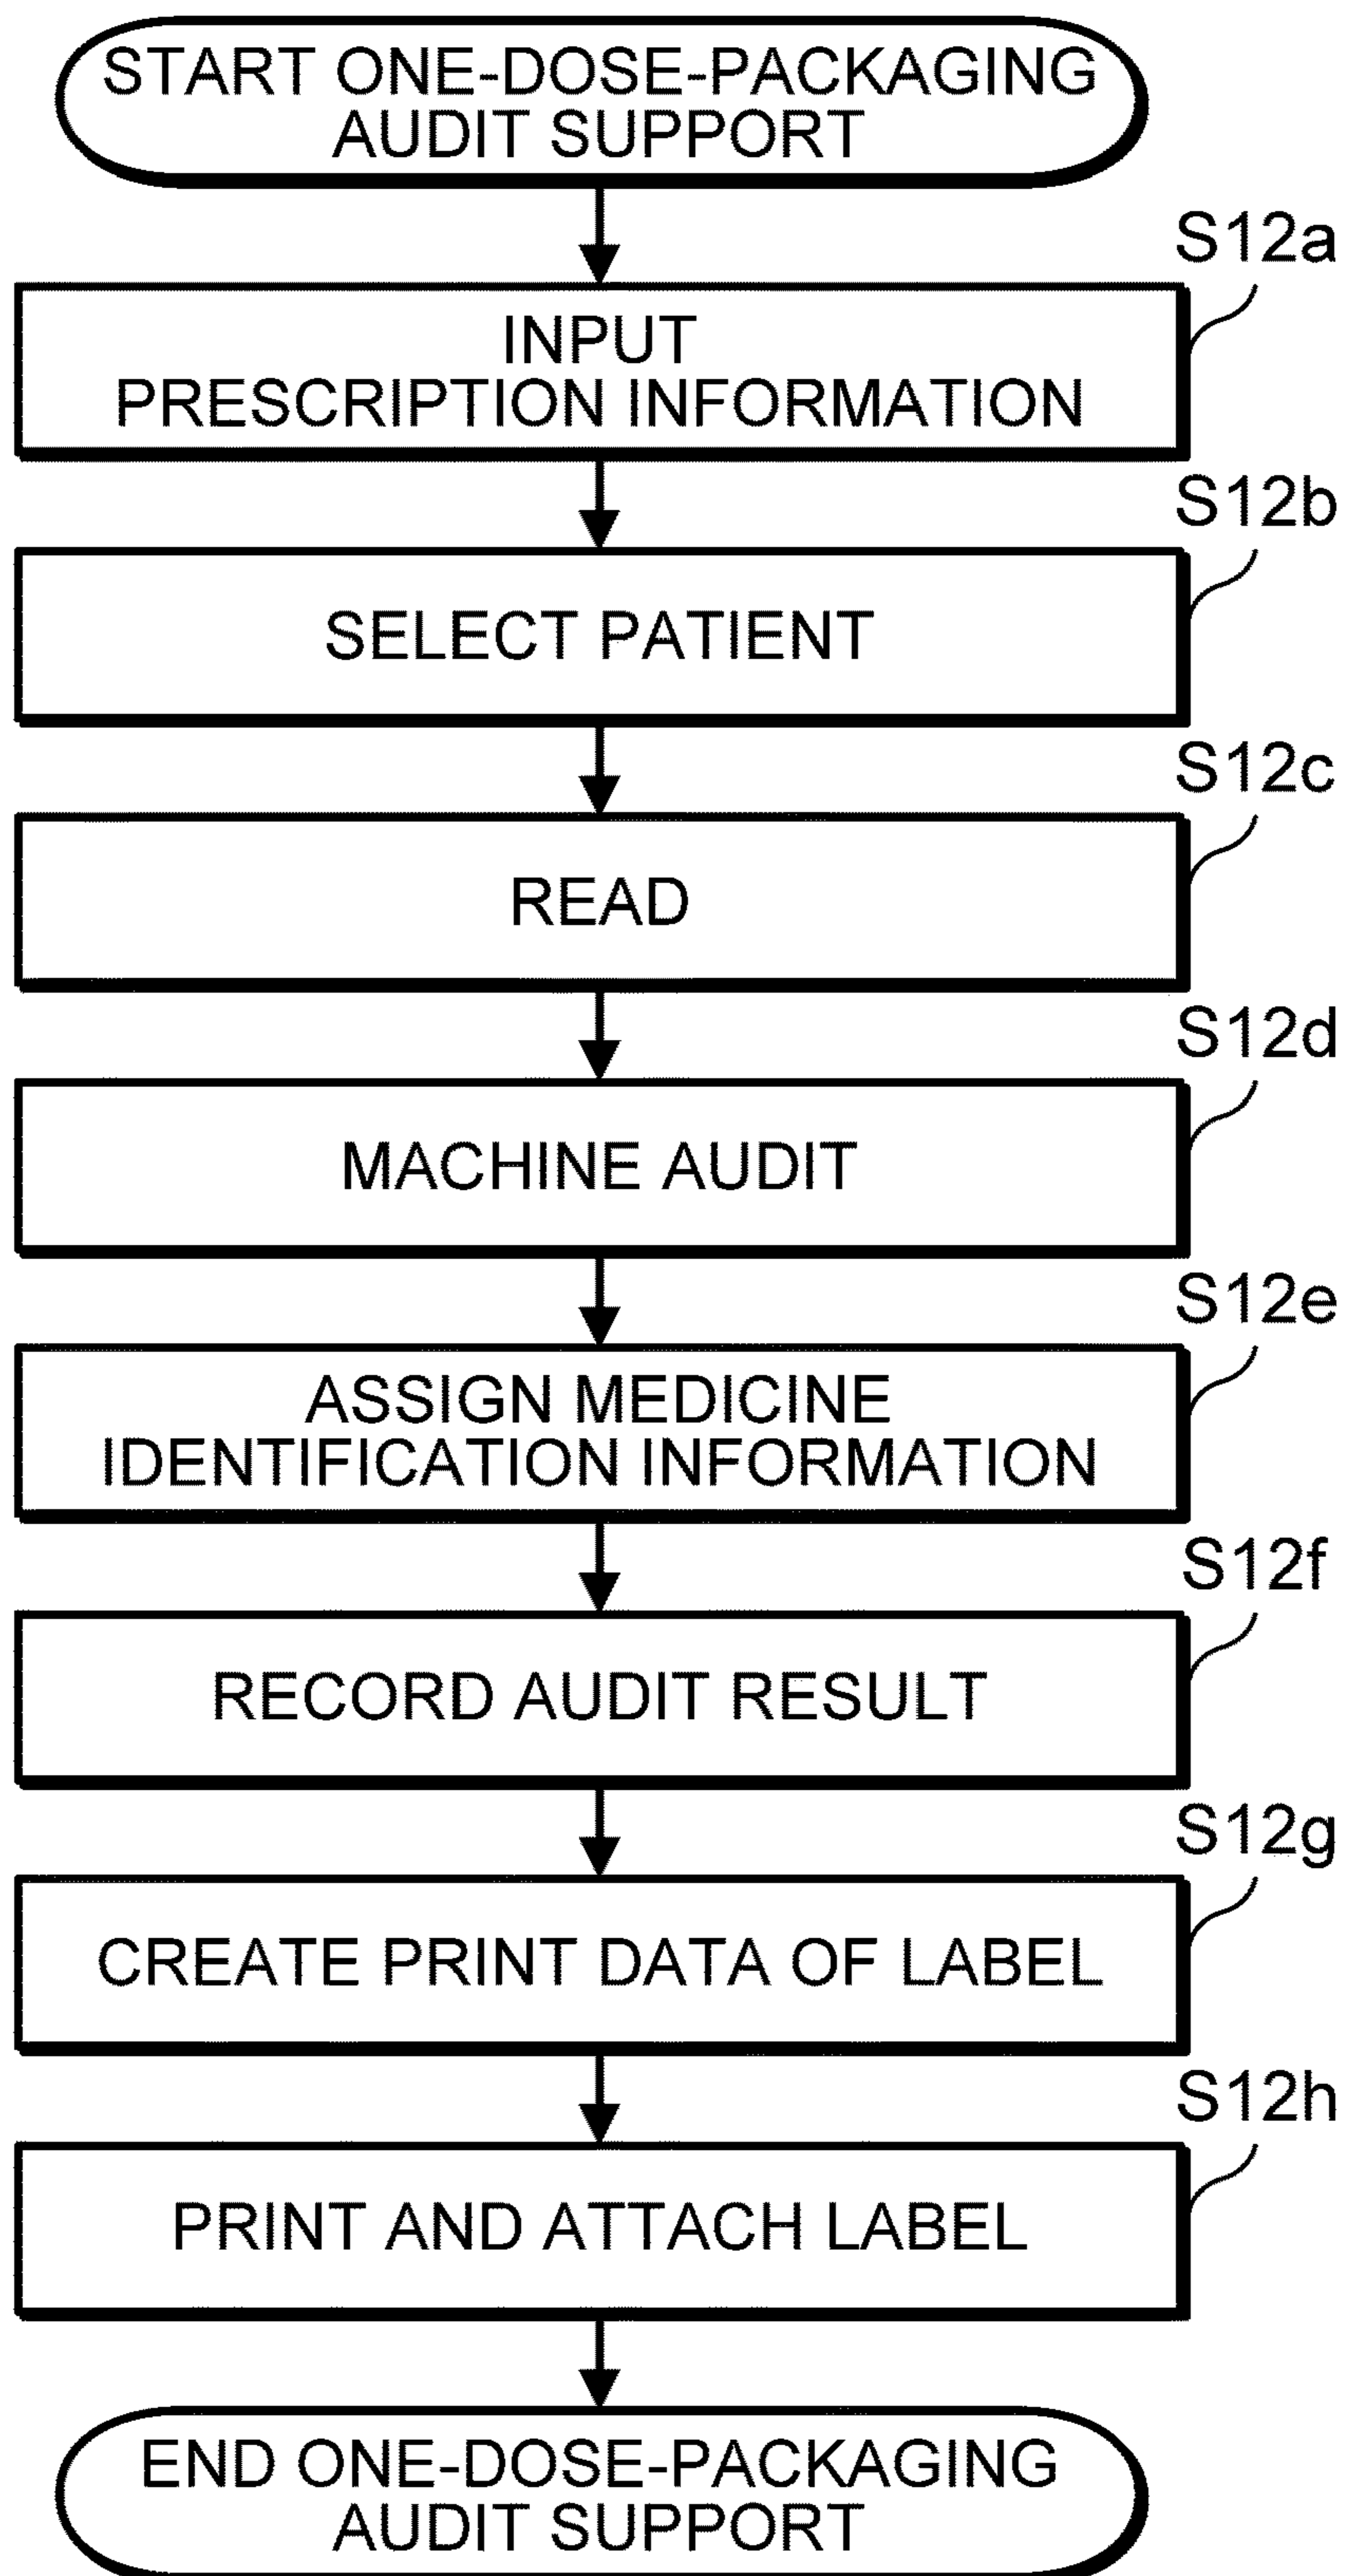 START ONE-DOSE-PACKAGING
AUDIT SUPPORT
S12a
INPUT
PRESCRIPTION INFORMATION
S12b
SELECT PATIENT
S12c
READ
S12d
MACHINE AUDIT
S12e
ASSIGN MEDICINE
IDENTIFICATION INFORMATION
S12f
RECORD AUDIT RESULT
S12g
CREATE PRINT DATA OF LABEL
S12h
PRINT AND ATTACH LABEL
END ONE-DOSE-PACKAGING
AUDIT SUPPORT